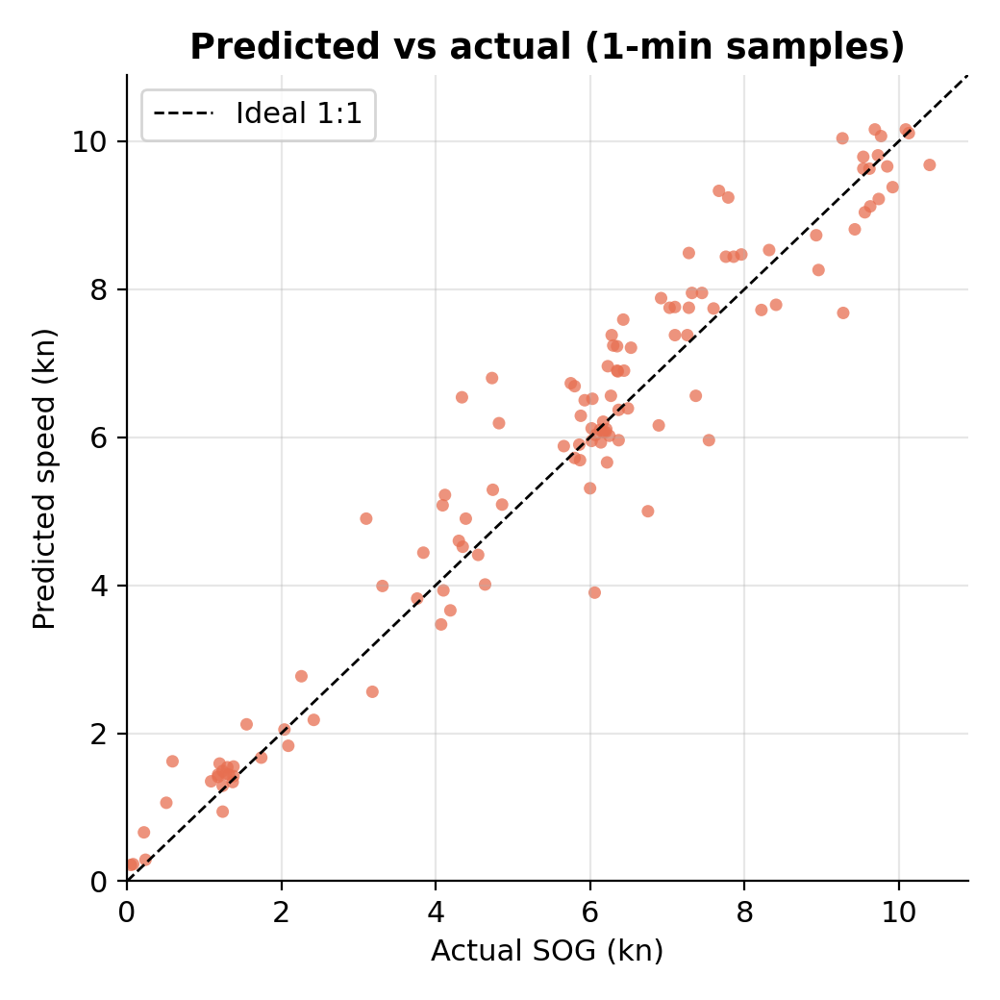 Predicted vs actual (1-min samples)
Ideal 1:1
Predicted speed (kn)
10
8
6
4
2
0
0 2 4 6 8 10
Actual SOG (kn)